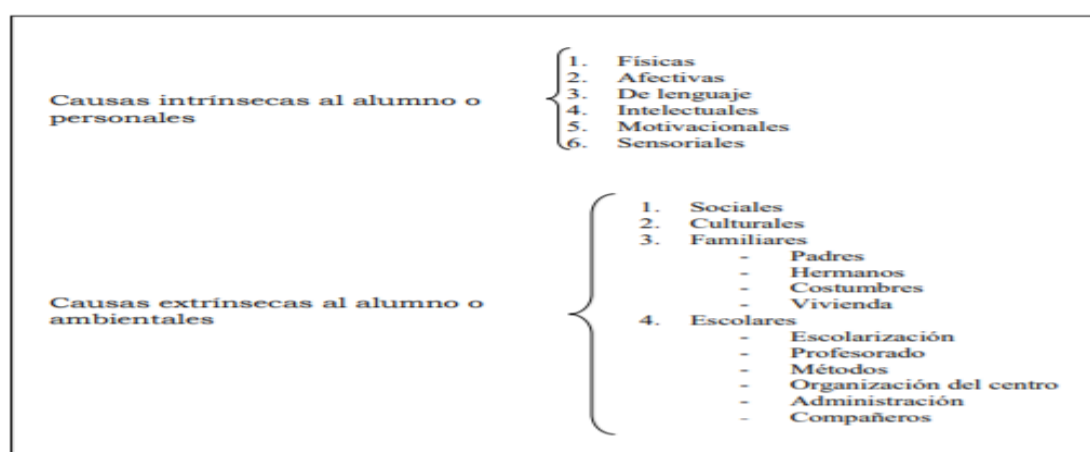 Causas intrínsecas al alumno o
personales
1. Físicas
2. Afectivas
3. De lenguaje
4. Intelectuales
5. Motivacionales
6. Sensoriales
Causas extrínsecas al alumno o
ambientales
1. Sociales
2. Culturales
3. Familiares
- Padres
- Hermanos
- Costumbres
- Vivienda
4. Escolares
- Escolarización
- Profesorado
- Métodos
- Organización del centro
- Administración
- Compañeros